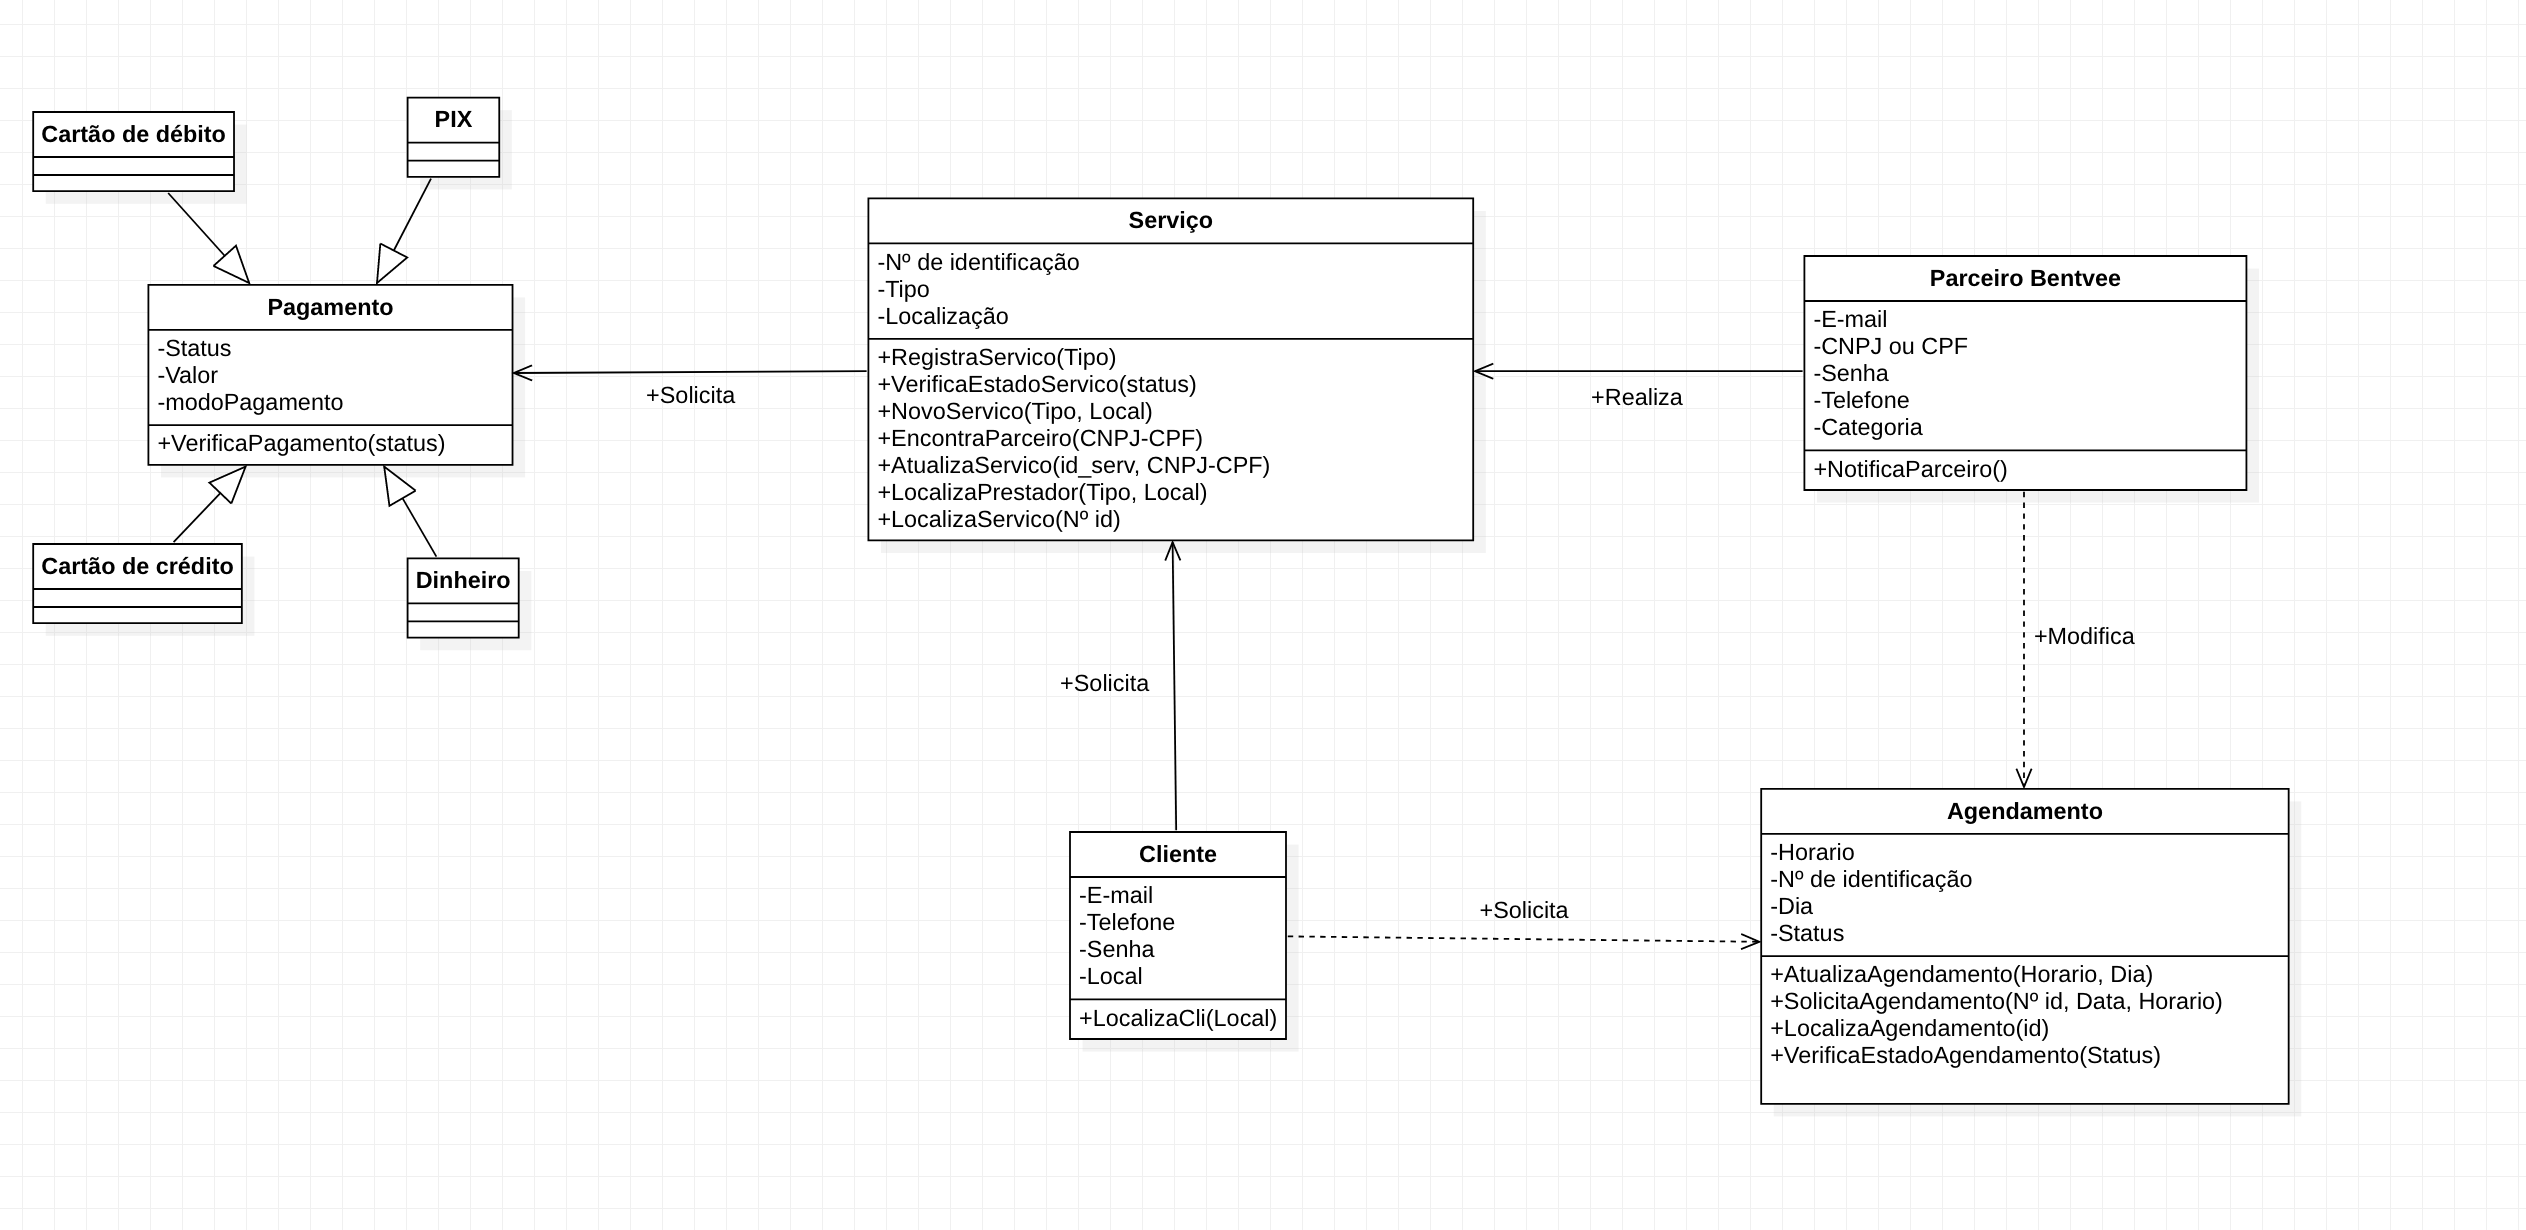 Cartão de débito
PIX
Pagamento
-Status
-Valor
-modoPagamento
+VerificaPagamento(status)
Cartão de crédito
Dinheiro
+Solicita
Serviço
-Nº de identificação
-Tipo
-Localização
+RegistraServico(Tipo)
+VerificaEstadoServico(status)
+NovoServico(Tipo, Local)
+EncontraParceiro(CNPJ-CPF)
+AtualizaServico(id_serv, CNPJ-CPF)
+LocalizaPrestador(Tipo, Local)
+LocalizaServico(Nº id)
+Realiza
Parceiro Bentvee
-E-mail
-CNPJ ou CPF
-Senha
-Telefone
-Categoria
+NotificaParceiro()
+Modifica
+Solicita
Cliente
-E-mail
-Telefone
-Senha
-Local
+LocalizaCli(Local)
+Solicita
Agendamento
-Horario
-Nº de identificação
-Dia
-Status
+AtualizaAgendamento(Horario, Dia)
+SolicitaAgendamento(Nº id, Data, Horario)
+LocalizaAgendamento(id)
+VerificaEstadoAgendamento(Status)